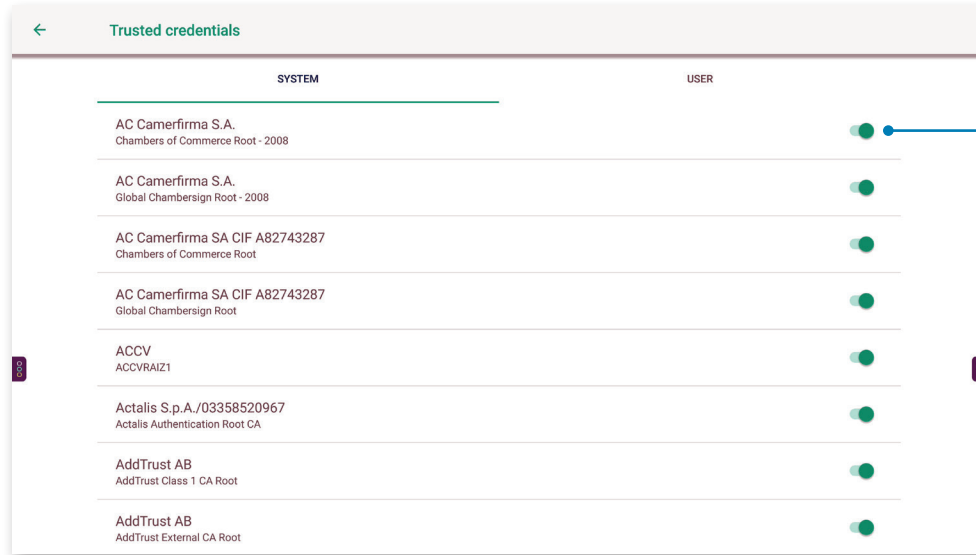 Trusted credentials
SYSTEM
USER
AC Camerfirma S.A.
Chambers of Commerce Root - 2008
AC Camerfirma S.A.
Global Chambersign Root - 2008
AC Camerfirma SA CIF A82743287
Chambers of Commerce Root
AC Camerfirma SA CIF A82743287
Global Chambersign Root
ACCV
ACCVRAIZ1
Actalis S.p.A./03358520967
Actalis Authentication Root CA
AddTrust AB
AddTrust Class 1 CA Root
AddTrust AB
AddTrust External CA Root